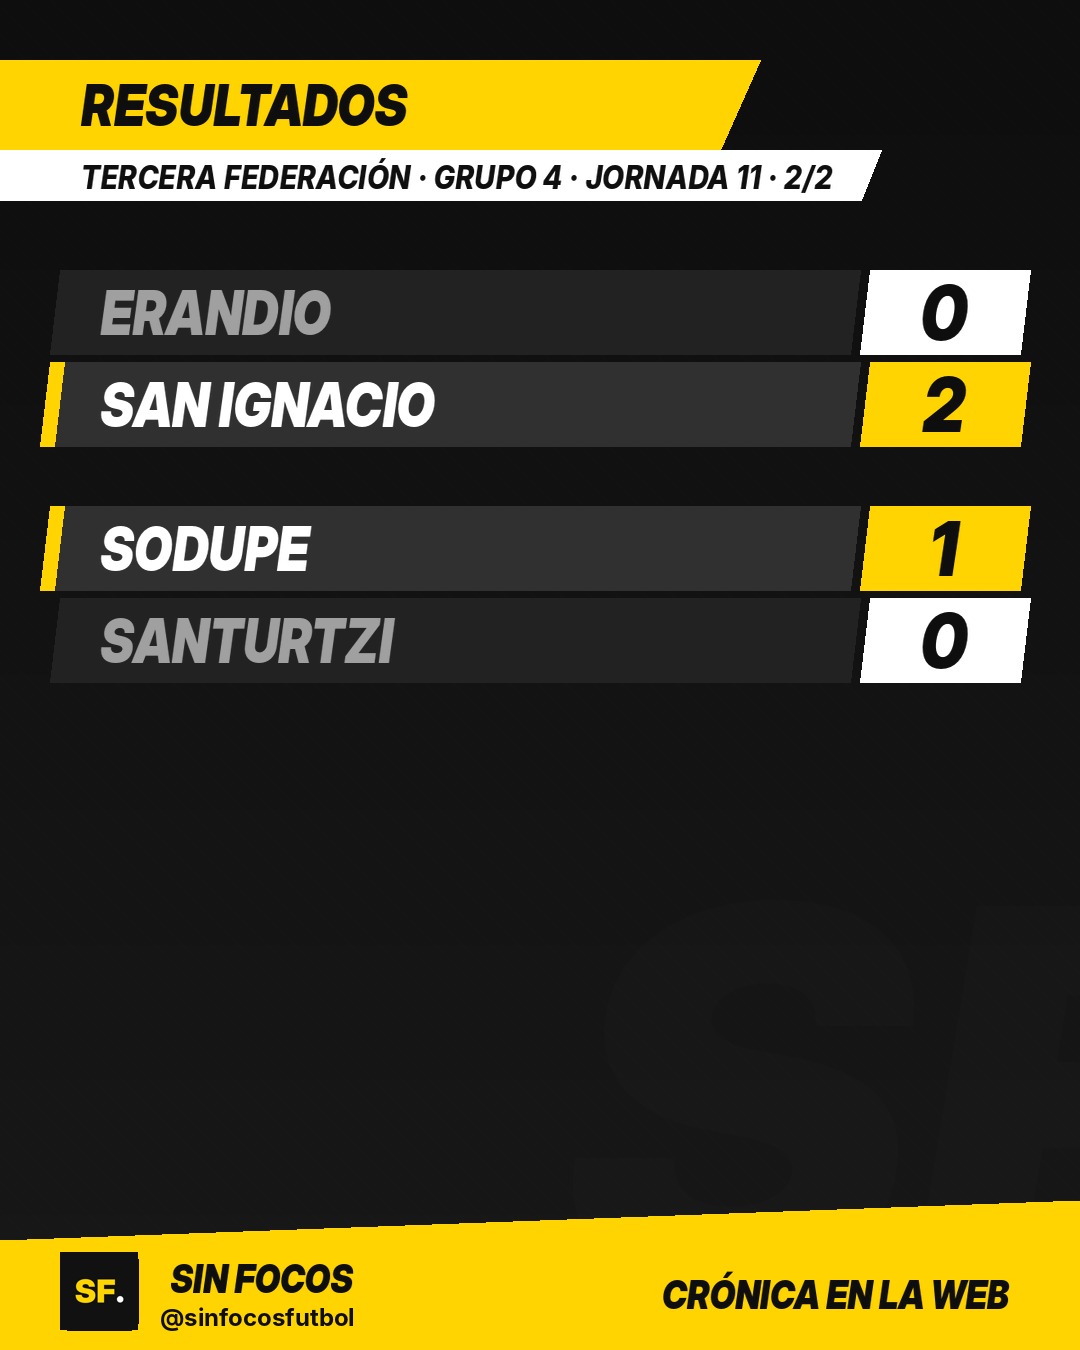 RESULTADOS
TERCERA FEDERACIÓN · GRUPO 4 · JORNADA 11 · 2/2
ERANDIO 0
SAN IGNACIO 2
SODUPE 1
SANTURTZI 0
SF
SF.
SIN FOCOS
@sinfocosfutbol
CRÓNICA EN LA WEB